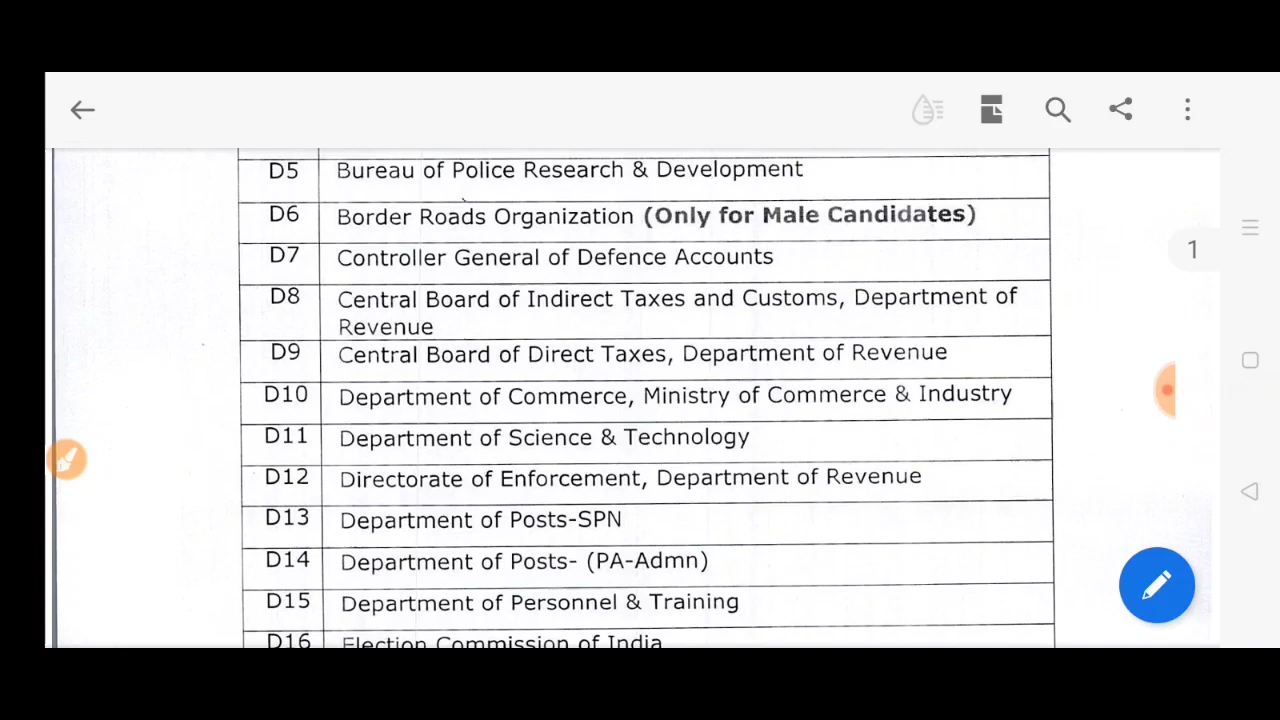 D5 Bureau of Police Research & Development
D6 Border Roads Organization (Only for Male Candidates)
1
D7 Controller General of Defence Accounts
D8 Central Board of Indirect Taxes and Customs, Department of
Revenue
D9 Central Board of Direct Taxes, Department of Revenue
D10 Department of Commerce, Ministry of Commerce & Industry
D11 Department of Science & Technology
D12 Directorate of Enforcement, Department of Revenue
D13 Department of Posts-SPN
D14 Department of Posts- (PA-Admn)
D15 Department of Personnel & Training
D16 Election Commission of India